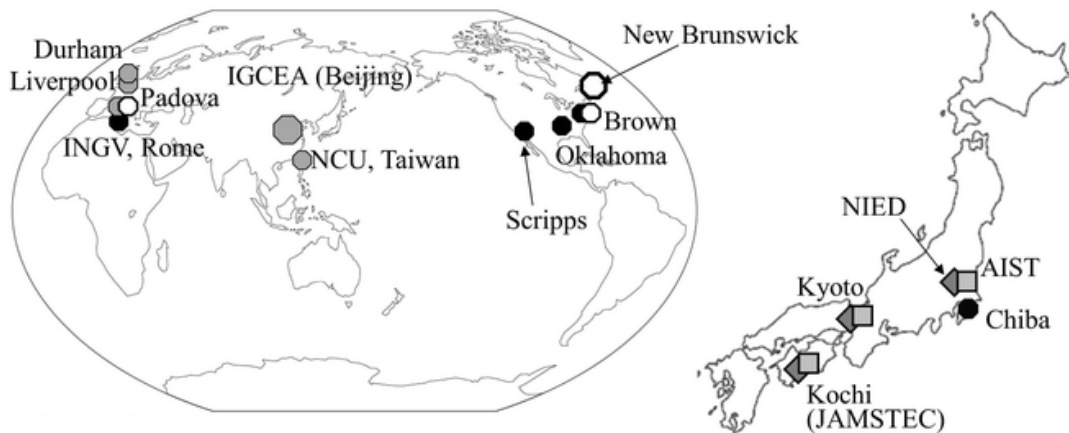 Durham
Liverpool
Padova
INGV, Rome
IGCEA (Beijing)
NCU, Taiwan
New Brunswick
Brown
Oklahoma
Scripps
NIED
AIST
Kyoto
Chiba
Kochi
(JAMSTEC)